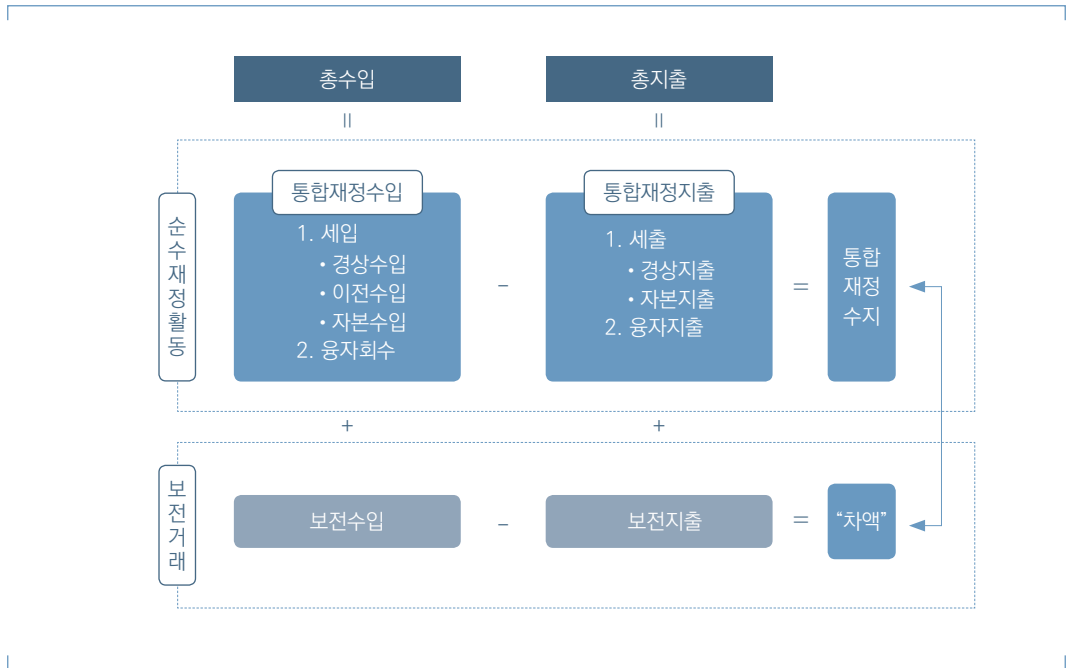 총수입
총지출
=
=
순수재정활동
통합재정수입
1. 세입
• 경상수입
• 이전수입
• 자본수입
2. 융자회수
–
통합재정지출
1. 세출
• 경상지출
• 자본지출
2. 융자지출
=
통합
재정
수지
+
+
보전거래
보전수입
–
보전지출
=
“차액”